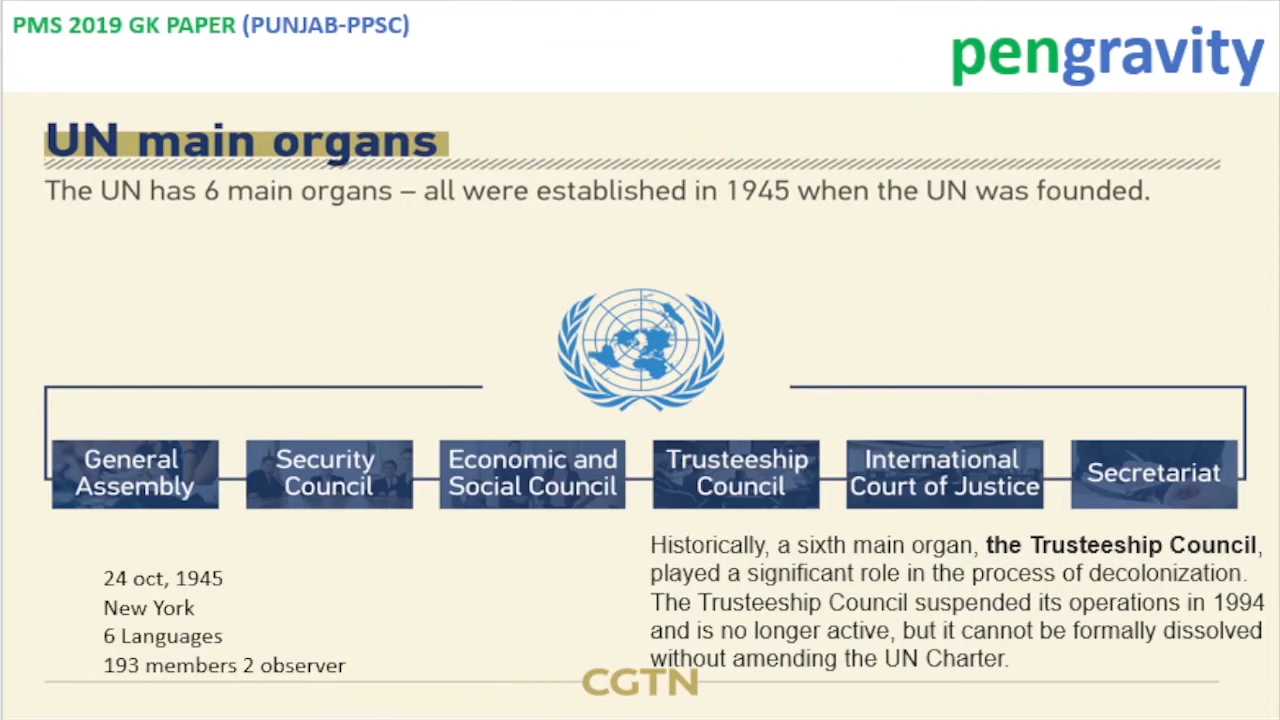 PMS 2019 GK PAPER (PUNJAB-PPSC)
pengravity
UN main organs
The UN has 6 main organs – all were established in 1945 when the UN was founded.
General
Assembly
Security
Council
Economic and
Social Council
Trusteeship
Council
International
Court of Justice
Secretariat
24 oct, 1945
New York
6 Languages
193 members 2 observer
Historically, a sixth main organ, the Trusteeship Council,
played a significant role in the process of decolonization.
The Trusteeship Council suspended its operations in 1994
and is no longer active, but it cannot be formally dissolved
without amending the UN Charter.
CGTN